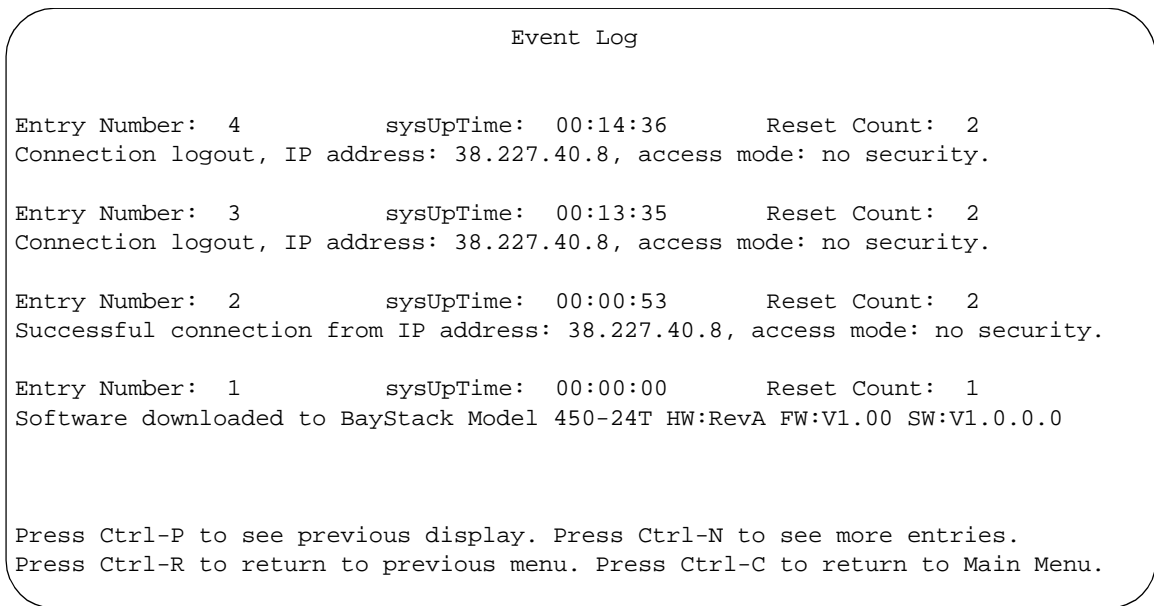 Event Log
Entry Number: 4 sysUpTime: 00:14:36 Reset Count: 2
Connection logout, IP address: 38.227.40.8, access mode: no security.
Entry Number: 3 sysUpTime: 00:13:35 Reset Count: 2
Connection logout, IP address: 38.227.40.8, access mode: no security.
Entry Number: 2 sysUpTime: 00:00:53 Reset Count: 2
Successful connection from IP address: 38.227.40.8, access mode: no security.
Entry Number: 1 sysUpTime: 00:00:00 Reset Count: 1
Software downloaded to BayStack Model 450-24T HW:RevA FW:V1.00 SW:V1.0.0.0
Press Ctrl-P to see previous display. Press Ctrl-N to see more entries.
Press Ctrl-R to return to previous menu. Press Ctrl-C to return to Main Menu.